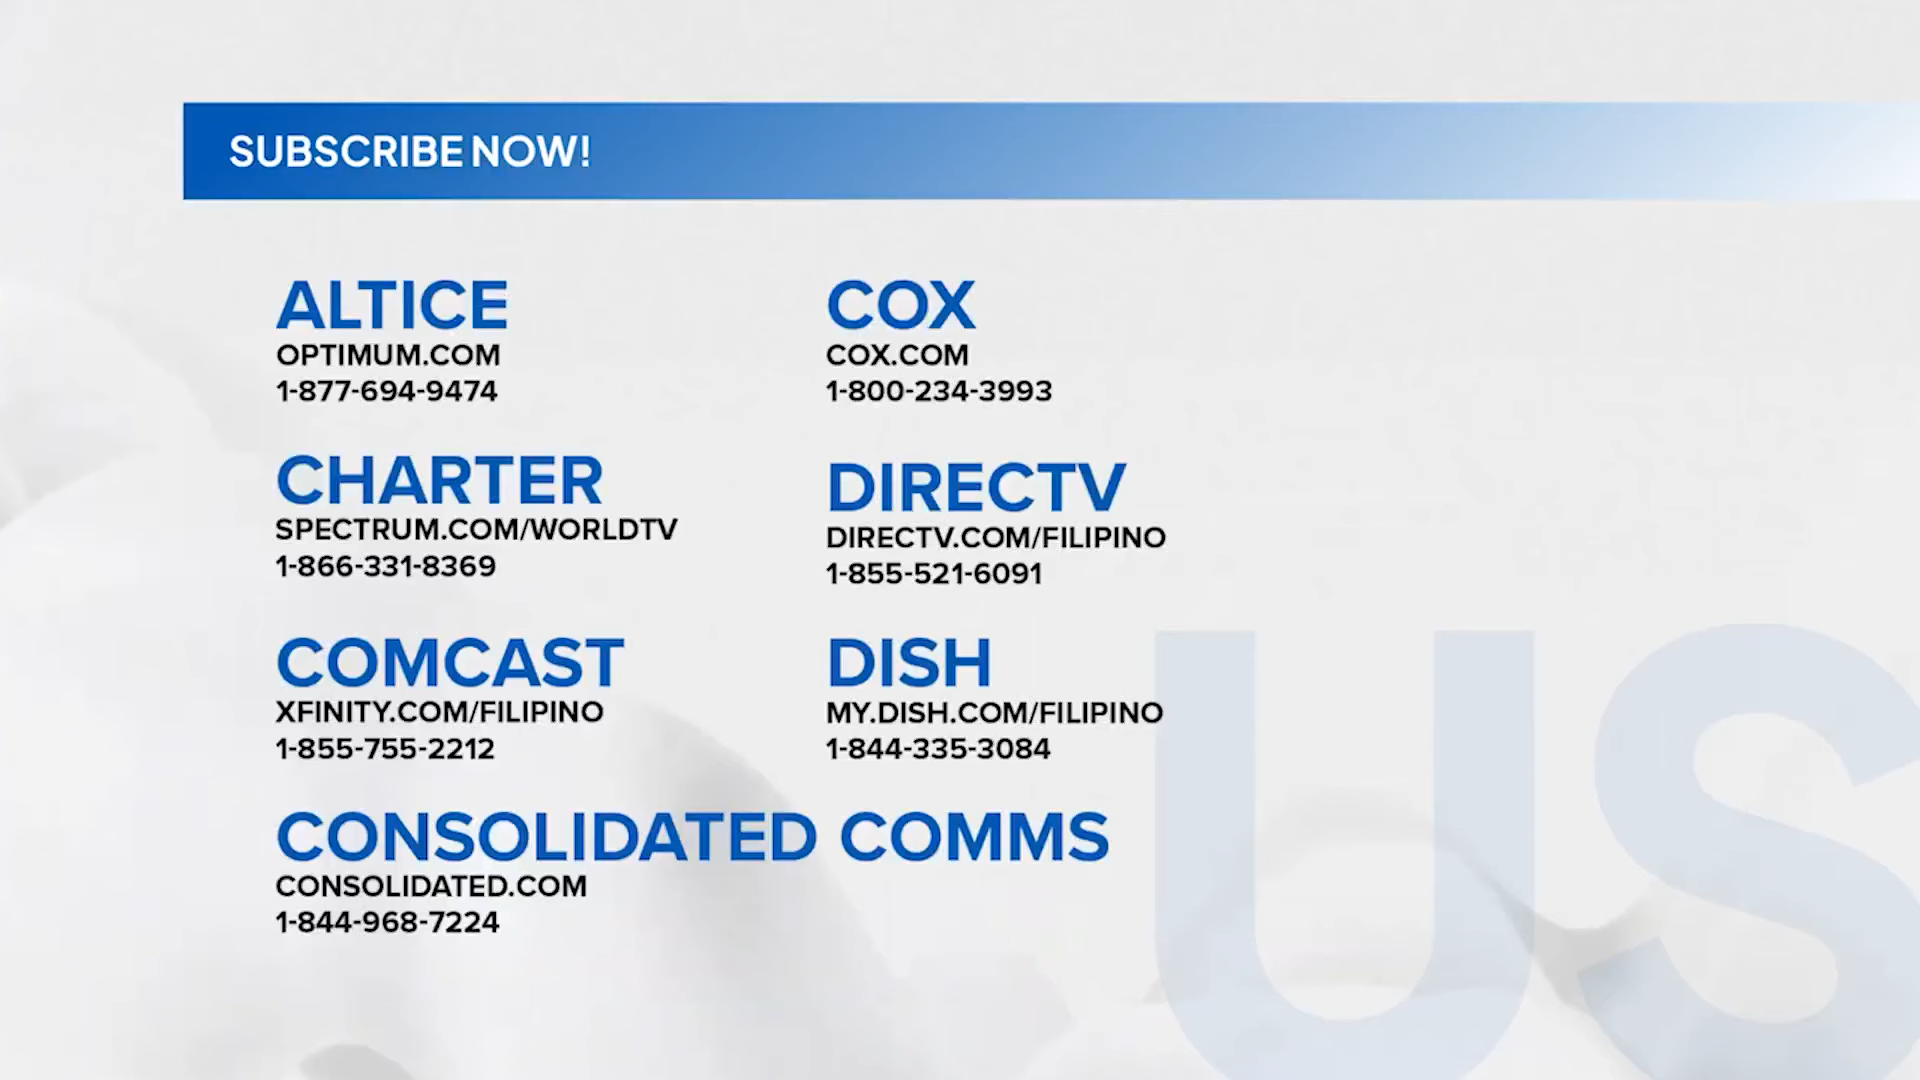 SUBSCRIBE NOW!
ALTICE
OPTIMUM.COM
1-877-694-9474
CHARTER
SPECTRUM.COM/WORLDTV
1-866-331-8369
COMCAST
XFINITY.COM/FILIPINO
1-855-755-2212
CONSOLIDATED COMMS
CONSOLIDATED.COM
1-844-968-7224
COX
COX.COM
1-800-234-3993
DIRECTV
DIRECTV.COM/FILIPINO
1-855-521-6091
DISH
MY.DISH.COM/FILIPINO
1-844-335-3084
US